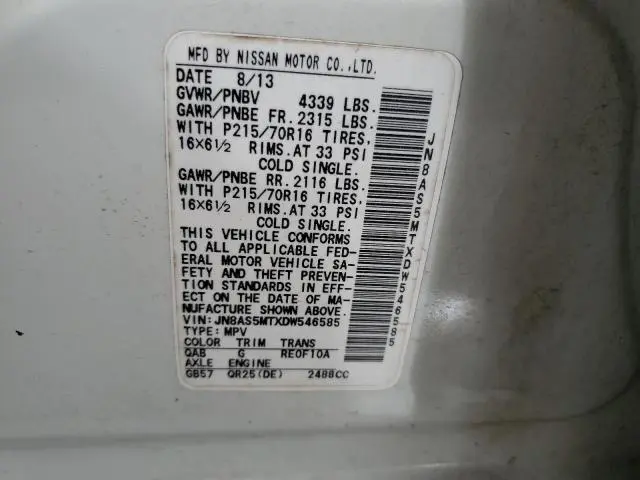 MFD BY NISSAN MOTOR CO.,LTD.
DATE 8/13
GVWR/PNBV 4339 LBS.
GAWR/PNBE FR. 2315 LBS.
WITH P215/70R16 TIRES,
16X6½ RIMS. AT 33 PSI
COLD SINGLE.
GAWR/PNBE RR. 2116 LBS.
WITH P215/70R16 TIRES,
16X6½ RIMS. AT 33 PSI
COLD SINGLE.
THIS VEHICLE CONFORMS
TO ALL APPLICABLE FED-
ERAL MOTOR VEHICLE SA-
FETY AND THEFT PREVEN-
TION STANDARDS IN EFF-
ECT ON THE DATE OF MA-
NUFACTURE SHOWN ABOVE.
VIN: JN8AS5MTXDW546585
TYPE: MPV
COLOR TRIM TRANS
QAB G RE0F10A
AXLE ENGINE
GB57 QR25(DE) 2488CC
JN8AS5MTXDW546585